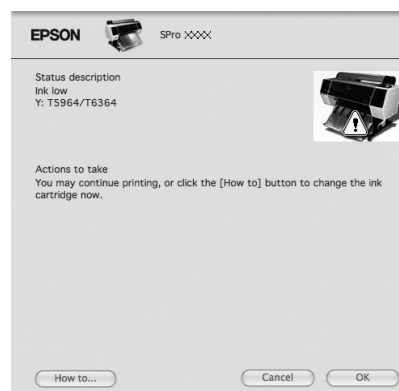 EPSON
SPro XXXX
Status description
Ink low
Y: T5964/T6364
Actions to take
You may continue printing, or click the [How to] button to change the ink
cartridge now.
How to...
Cancel
OK